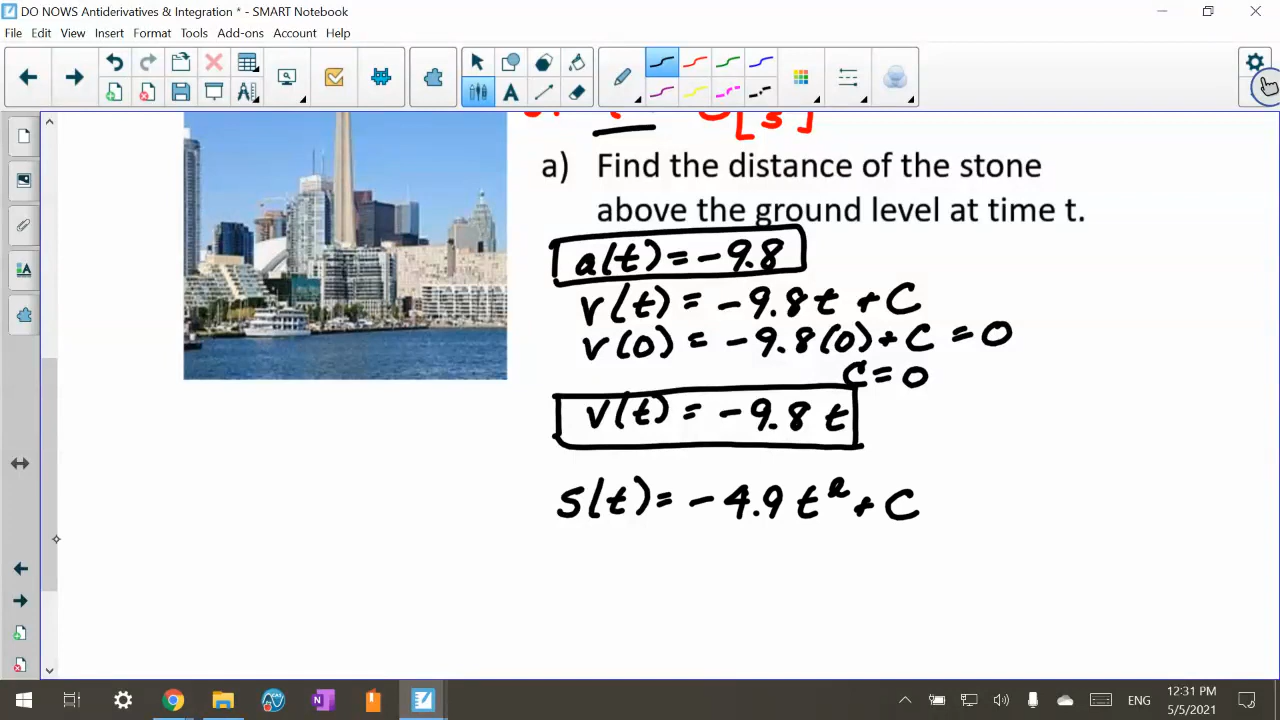 DO NOWS Antiderivatives & Integration * - SMART Notebook
File Edit View Insert Format Tools Add-ons Account Help
a) Find the distance of the stone
above the ground level at time t.
a(t) = -9.8
v(t) = -9.8t + C
v(0) = -9.8(0) + C = 0
C = 0
v(t) = -9.8t
s(t) = -4.9t² + C
ENG
12:31 PM
5/5/2021